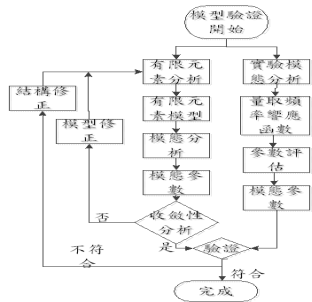 模型驗證
開始
有限元
素分析
實驗模
態分析
結構修
正
有限元
素模型
量取頻
率響應
函數
模型修
正
模態分
析
參數評
估
模態參
數
模態參
數
否
收斂性
分析
不符
合
是
驗證
符合
完成